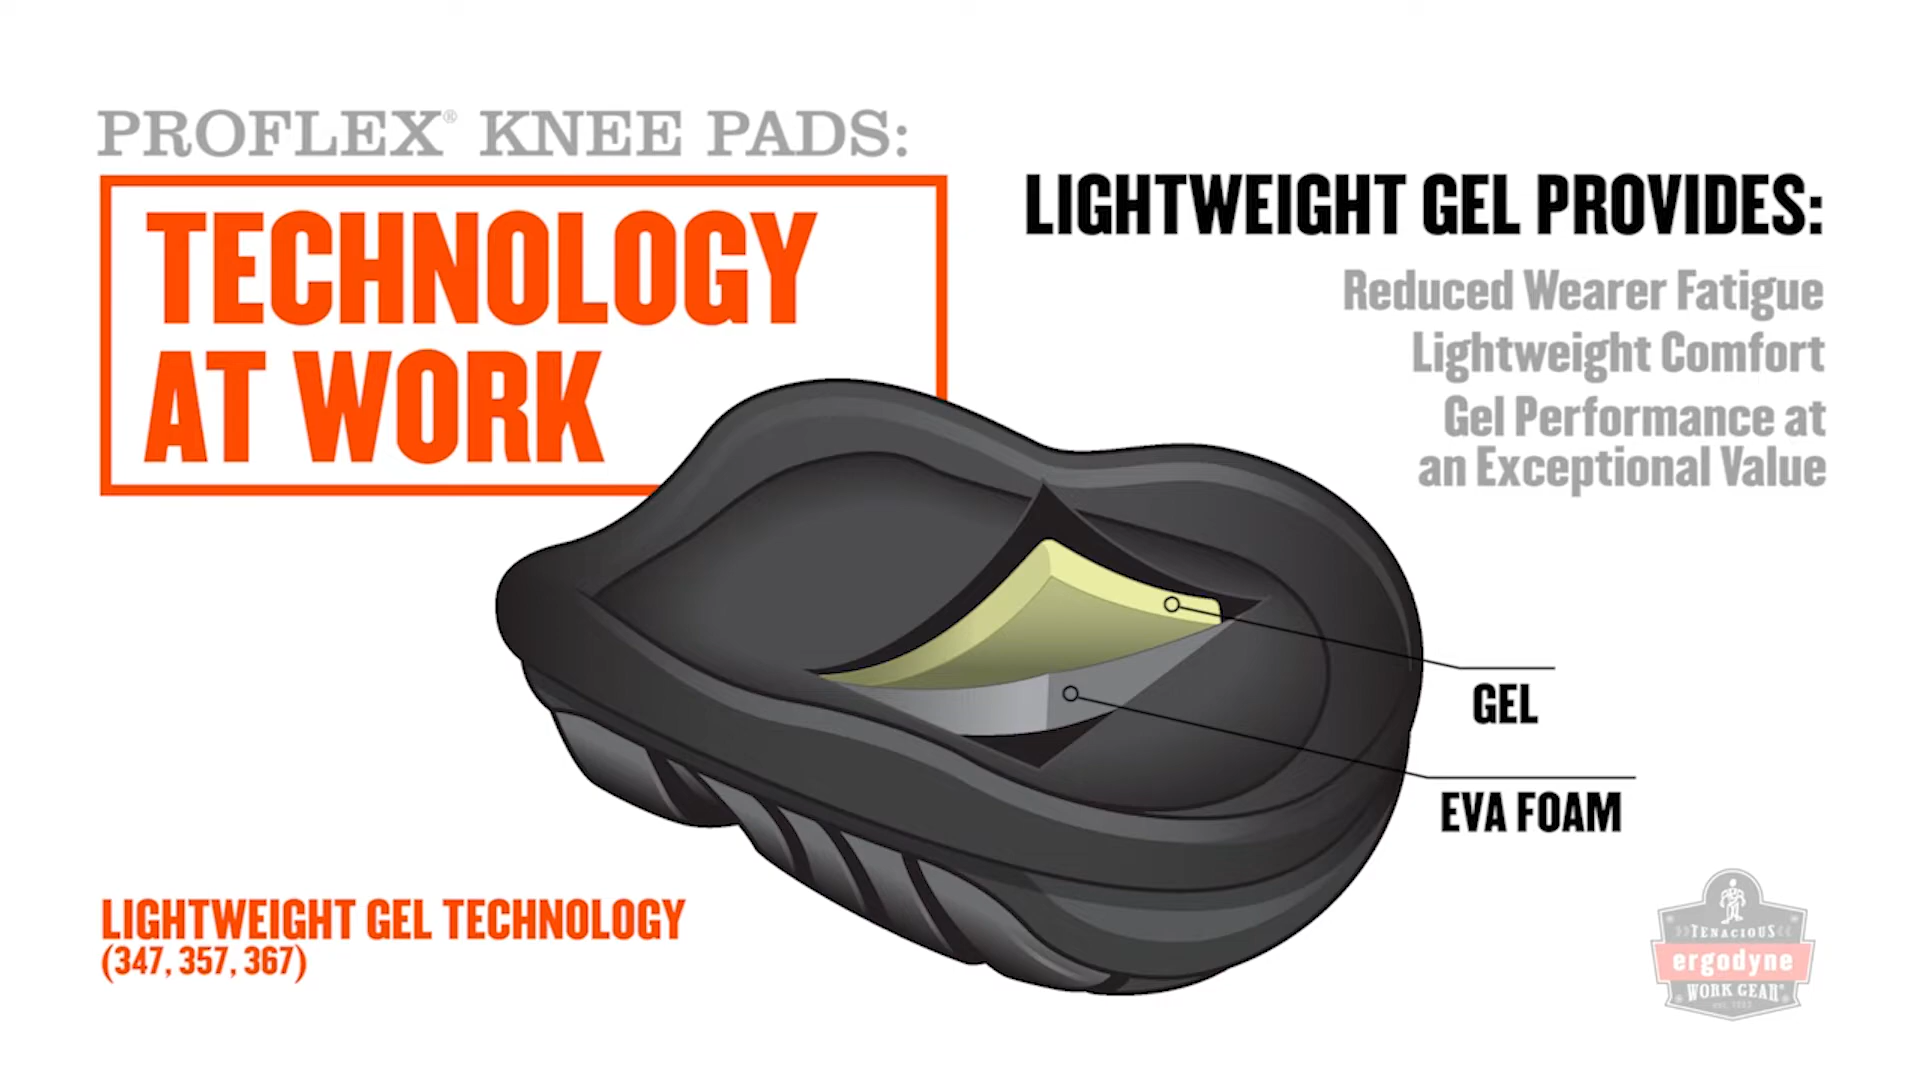 PROFLEX® KNEE PADS:
TECHNOLOGY
AT WORK
LIGHTWEIGHT GEL PROVIDES:
Reduced Wearer Fatigue
Lightweight Comfort
Gel Performance at
an Exceptional Value
GEL
EVA FOAM
LIGHTWEIGHT GEL TECHNOLOGY
(347, 357, 367)
TENACIOUS
ergodyne
WORK GEAR®